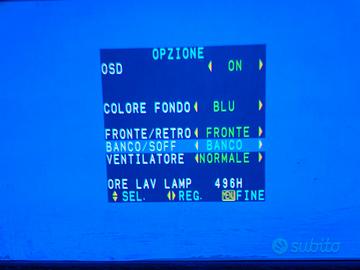 OPZIONE
OSD ON
COLORE FONDO BLU
FRONTE/RETRO FRONTE
BANCO/SOFF BANCO
VENTILATORE NORMALE
ORE LAV LAMP 496H
SEL. REG. MENU FINE
subito